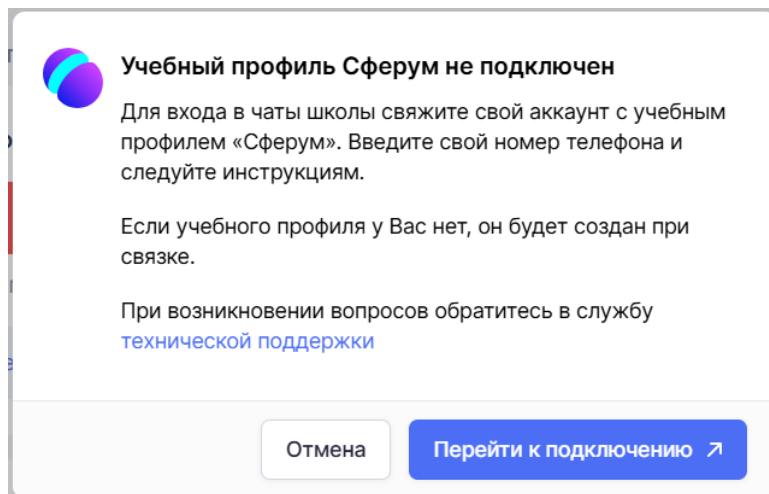 Учебный профиль Сферум не подключен
Для входа в чаты школы свяжите свой аккаунт с учебным
профилем «Сферум». Введите свой номер телефона и
следуйте инструкциям.
Если учебного профиля у Вас нет, он будет создан при
связке.
При возникновении вопросов обратитесь в службу
технической поддержки
Отмена
Перейти к подключению ↗